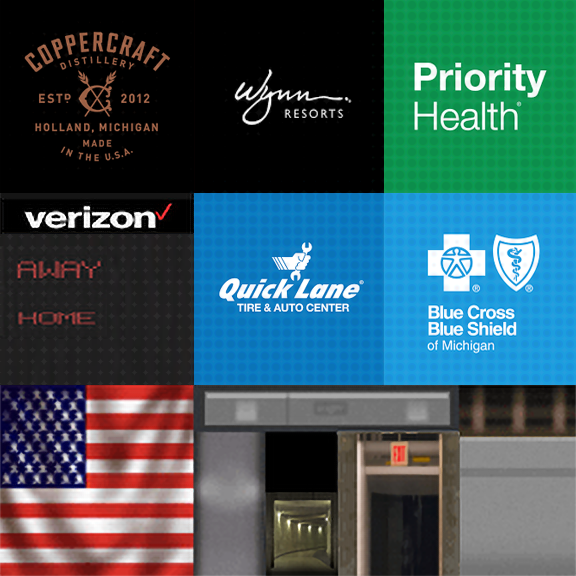 COPPERCRAFT
DISTILLERY
ESTD 2012
HOLLAND, MICHIGAN
MADE
IN THE U.S.A.
Wynn
RESORTS
Priority
Health®
verizon
AWAY
HOME
Quick Lane®
TIRE & AUTO CENTER
® ®
Blue Cross
Blue Shield
of Michigan